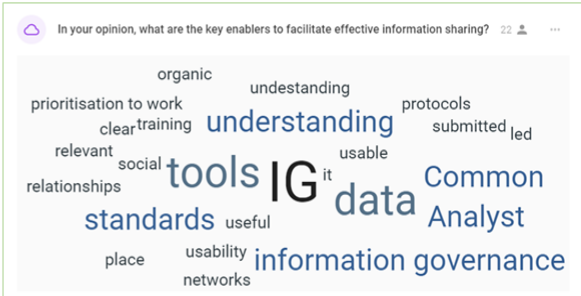 In your opinion, what are the key enablers to facilitate effective information sharing? 22
organic
undestanding
prioritisation to work
protocols
clear training understanding submitted led
relevant social tools IG it usable Common
relationships data
standards useful Analyst
place usability information governance
networks